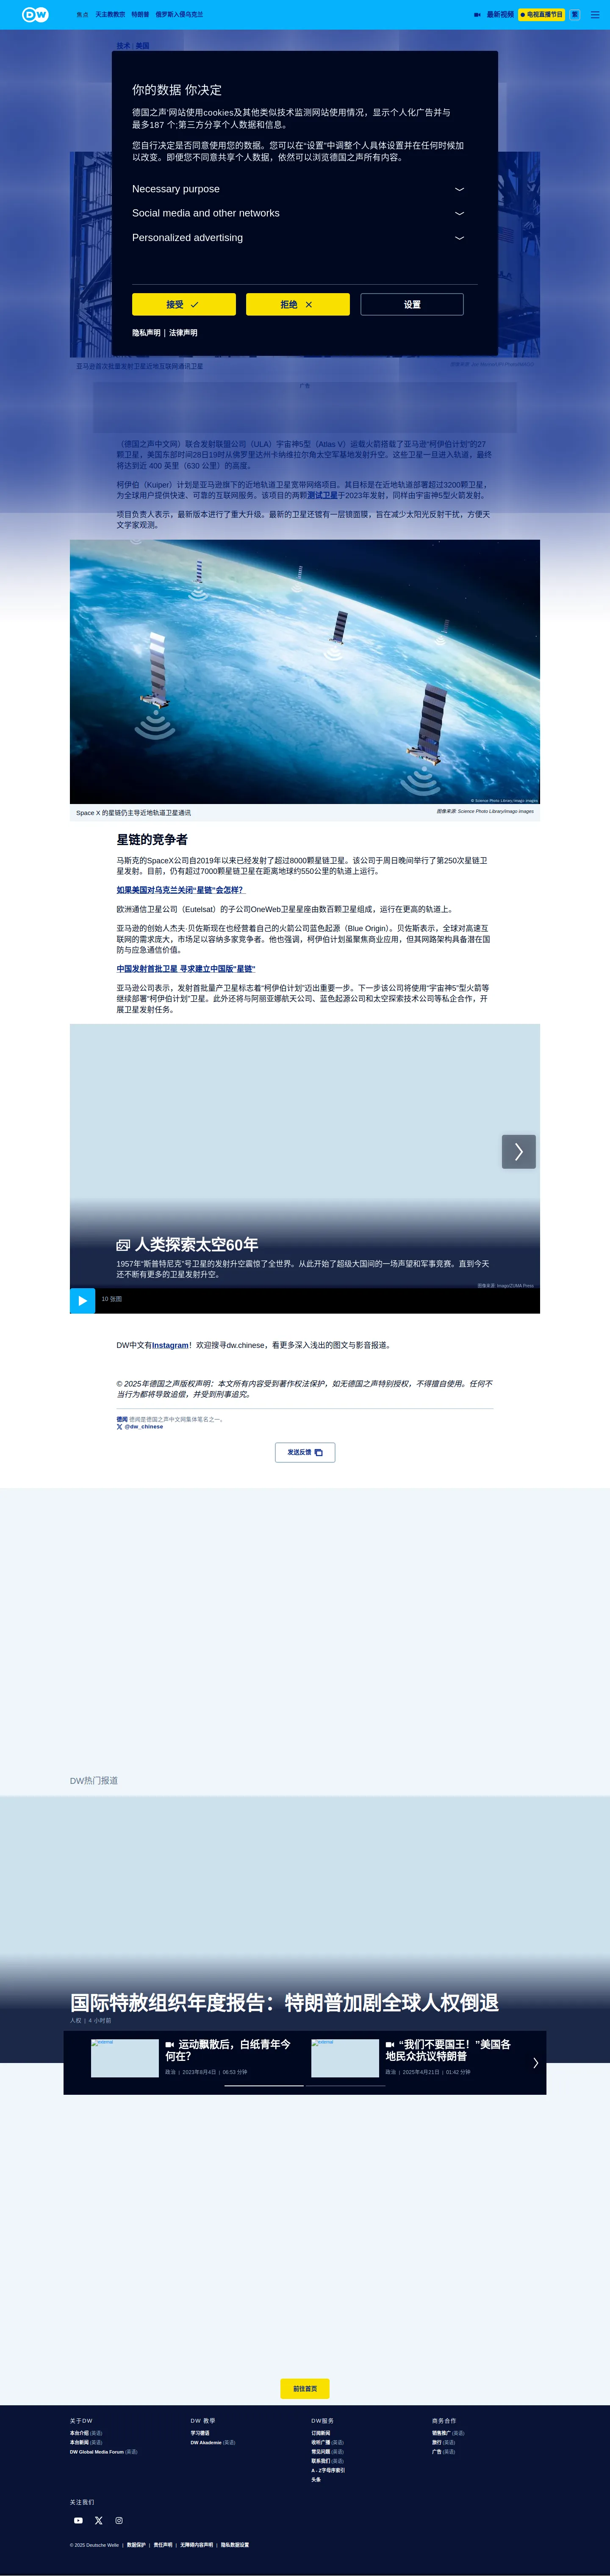 DW
焦点 天主教教宗 特朗普 俄罗斯入侵乌克兰
最新视频 电视直播节目 繁
技术 | 美国
你的数据 你决定
德国之声'网站使用cookies及其他类似技术监测网站使用情况，显示个人化广告并与
最多187 个;第三方分享个人数据和信息。
您自行决定是否同意使用您的数据。您可以在“设置”中调整个人具体设置并在任何时候加
以改变。即便您不同意共享个人数据，依然可以浏览德国之声所有内容。
Necessary purpose
Social media and other networks
Personalized advertising
接受
拒绝
设置
隐私声明 | 法律声明
亚马逊首次批量发射卫星近地互联网通讯卫星
广告
（德国之声中文网）联合发射联盟公司（ULA）宇宙神5型（Atlas V）运载火箭搭载了亚马逊“柯伊伯计划”的27
颗卫星，美国东部时间28日19时从佛罗里达州卡纳维拉尔角太空军基地发射升空。这些卫星一旦进入轨道，最终
将达到近 400 英里（630 公里）的高度。
柯伊伯（Kuiper）计划是亚马逊旗下的近地轨道卫星宽带网络项目。其目标是在近地轨道部署超过3200颗卫星，
为全球用户提供快速、可靠的互联网服务。该项目的两颗测试卫星于2023年发射，同样由宇宙神5型火箭发射。
项目负责人表示，最新版本进行了重大升级。最新的卫星还镀有一层镜面膜，旨在减少太阳光反射干扰，方便天
文学家观测。
© Science Photo Library/imago images
Space X 的星链仍主导近地轨道卫星通讯
图像来源: Science Photo Library/imago images
星链的竞争者
马斯克的SpaceX公司自2019年以来已经发射了超过8000颗星链卫星。该公司于周日晚间举行了第250次星链卫
星发射。目前，仍有超过7000颗星链卫星在距离地球约550公里的轨道上运行。
如果美国对乌克兰关闭“星链”会怎样？
欧洲通信卫星公司（Eutelsat）的子公司OneWeb卫星星座由数百颗卫星组成，运行在更高的轨道上。
亚马逊的创始人杰夫·贝佐斯现在也经营着自己的火箭公司蓝色起源（Blue Origin）。贝佐斯表示，全球对高速互
联网的需求庞大，市场足以容纳多家竞争者。他也强调，柯伊伯计划虽聚焦商业应用，但其网路架构具备潜在国
防与应急通信价值。
中国发射首批卫星 寻求建立中国版"星链"
亚马逊公司表示，发射首批量产卫星标志着“柯伊伯计划”迈出重要一步。下一步该公司将使用“宇宙神5”型火箭等
继续部署“柯伊伯计划”卫星。此外还将与阿丽亚娜航天公司、蓝色起源公司和太空探索技术公司等私企合作，开
展卫星发射任务。
人类探索太空60年
1957年“斯普特尼克”号卫星的发射升空震惊了全世界。从此开始了超级大国间的一场声望和军事竞赛。直到今天
还不断有更多的卫星发射升空。
图像来源: Imago/ZUMA Press
10 张图
DW中文有Instagram！欢迎搜寻dw.chinese，看更多深入浅出的图文与影音报道。
© 2025年德国之声版权声明：本文所有内容受到著作权法保护，如无德国之声特别授权，不得擅自使用。任何不
当行为都将导致追偿，并受到刑事追究。
德闻 德闻是德国之声中文网集体笔名之一。
@dw_chinese
发送反馈
DW热门报道
国际特赦组织年度报告：特朗普加剧全球人权倒退
人权 | 4 小时前
external
运动飘散后，白纸青年今
何在？
政治 | 2023年8月4日 | 08:53 分钟
external
“我们不要国王！”美国各
地民众抗议特朗普
政治 | 2025年4月21日 | 01:42 分钟
前往首页
关于DW
本台介绍 (英语)
本台新闻 (英语)
DW Global Media Forum (英语)
DW 教學
学习德语
DW Akademie (英语)
DW服务
订阅新闻
收听广播 (英语)
常见问题 (英语)
联系我们 (英语)
A - Z字母序索引
头条
商务合作
销售推广 (英语)
旅行 (英语)
广告 (英语)
关注我们
© 2025 Deutsche Welle | 数据保护 | 责任声明 | 无障碍内容声明 | 隐私数据设置